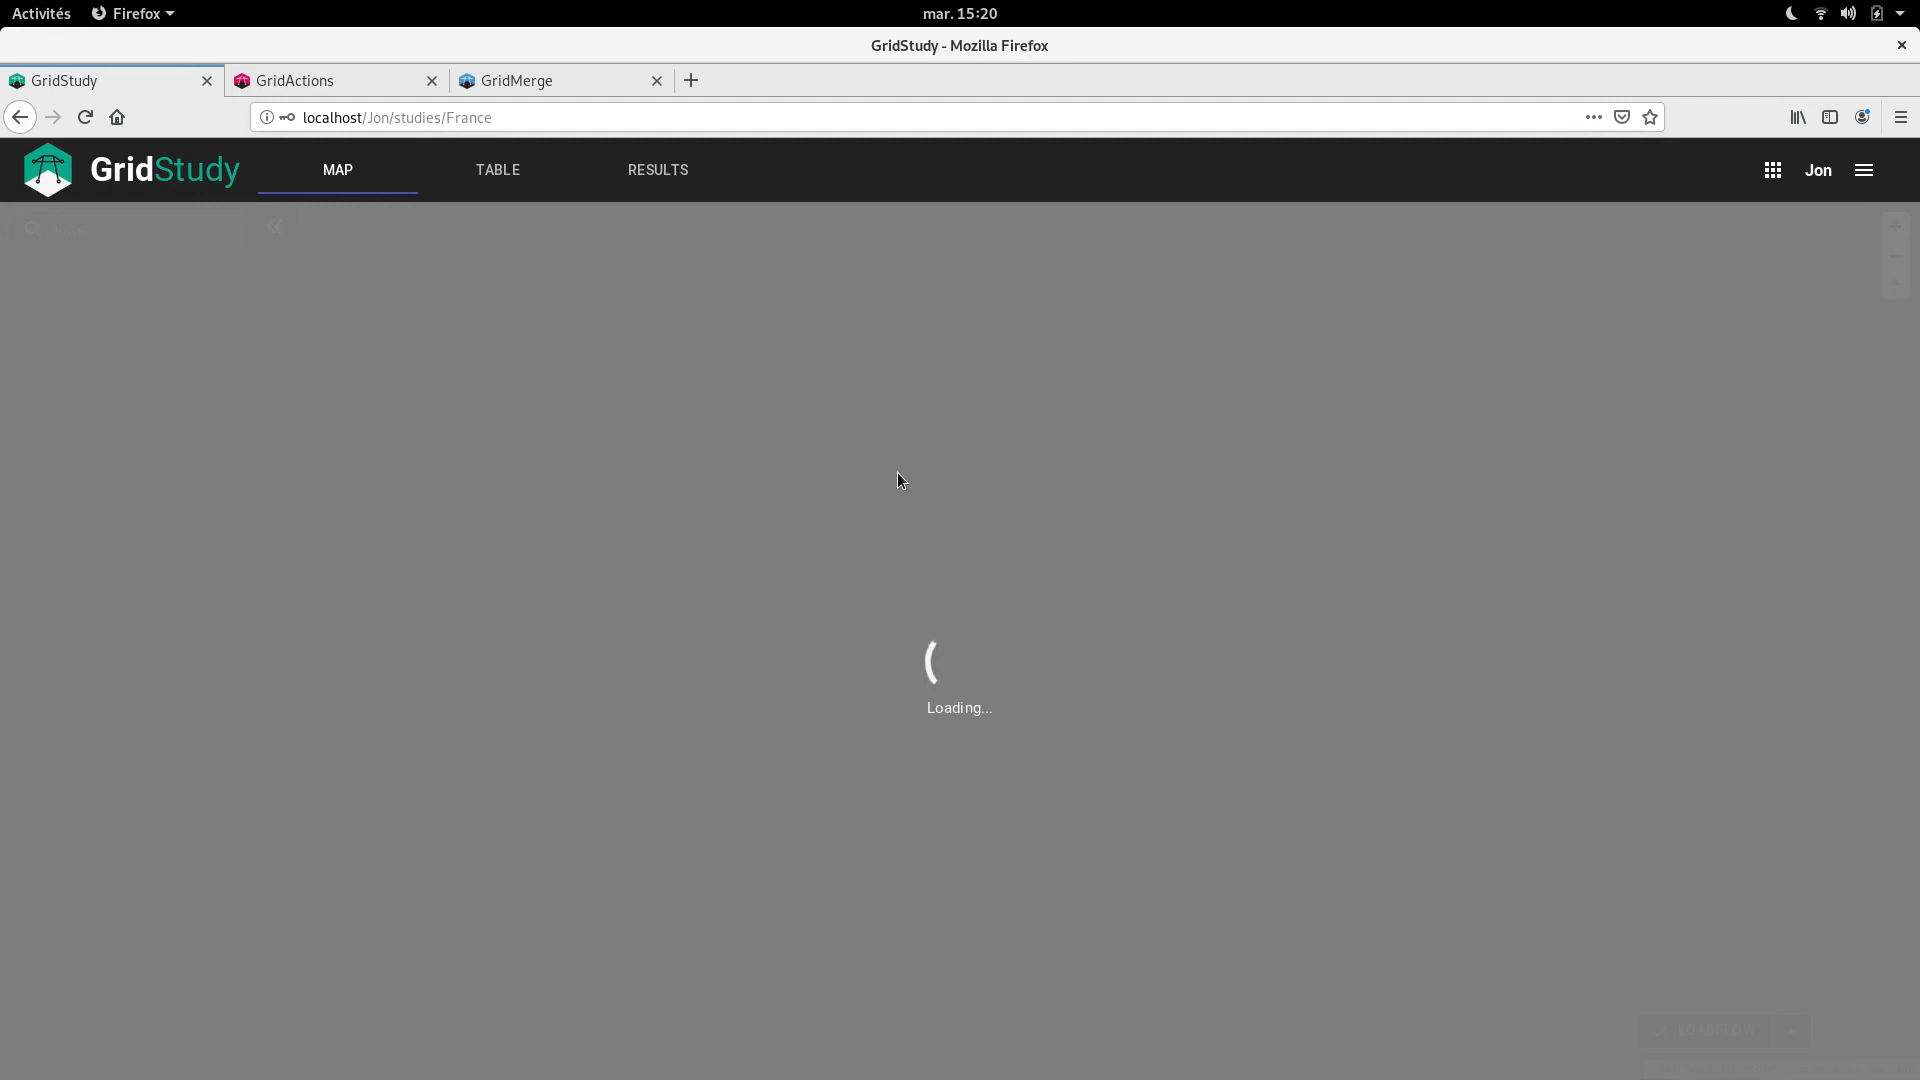 Activités
Firefox
mar. 15:20
GridStudy - Mozilla Firefox
GridStudy
GridActions
GridMerge
localhost/Jon/studies/France
GridStudy
MAP
TABLE
RESULTS
Jon
Loading...